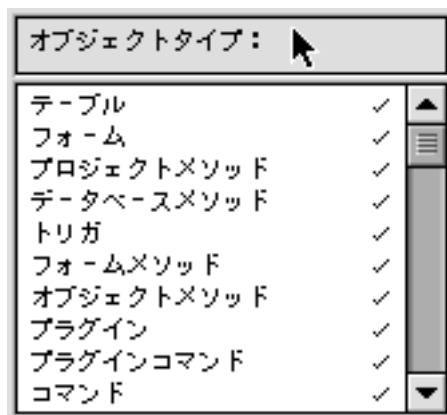 オブジェクトタイプ：
テーブル
フォーム
プロジェクトメソッド
データベースメソッド
トリガ
フォームメソッド
オブジェクトメソッド
プラグイン
プラグインコマンド
コマンド